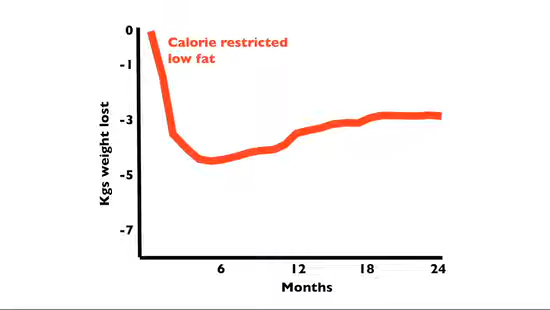 0
Calorie restricted
low fat
-1
-3
-5
-7
Kgs weight lost
6 12 18 24
Months